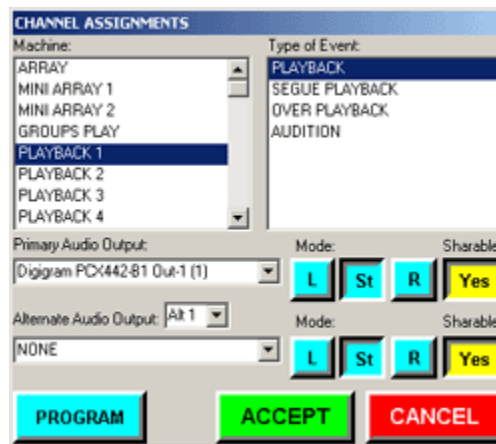 CHANNEL ASSIGNMENTS
Machine:
ARRAY
MINI ARRAY 1
MINI ARRAY 2
GROUPS PLAY
PLAYBACK 1
PLAYBACK 2
PLAYBACK 3
PLAYBACK 4
Type of Event:
PLAYBACK
SEGUE PLAYBACK
OVER PLAYBACK
AUDITION
Primary Audio Output: Mode: Sharable
Digigram PCX442-B1 Out-1 (1) L St R Yes
Alternate Audio Output: Alt 1 Mode: Sharable
NONE L St R Yes
PROGRAM ACCEPT CANCEL